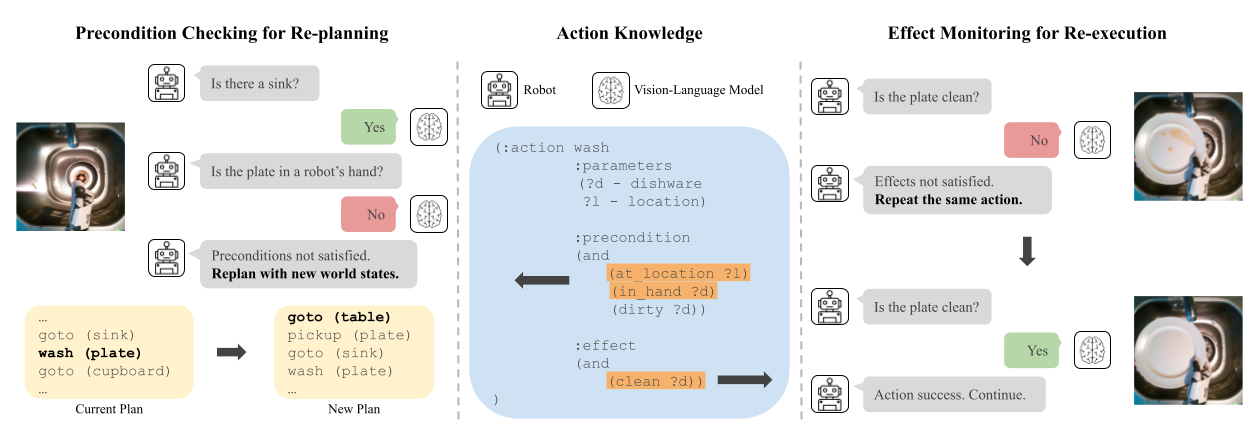 Precondition Checking for Re-planning
Is there a sink?
Yes
Is the plate in a robot's hand?
No
Preconditions not satisfied.
Replan with new world states.
...
goto (sink)
wash (plate)
goto (cupboard)
...
Current Plan
goto (table)
pickup (plate)
goto (sink)
wash (plate)
...
New Plan
Action Knowledge
Robot
Vision-Language Model
(:action wash
:parameters
(?d - dishware
?l - location)
:precondition
(and
(at_location ?l)
(in_hand ?d)
(dirty ?d))
:effect
(and
(clean ?d))
)
Effect Monitoring for Re-execution
Is the plate clean?
No
Effects not satisfied.
Repeat the same action.
Is the plate clean?
Yes
Action success. Continue.